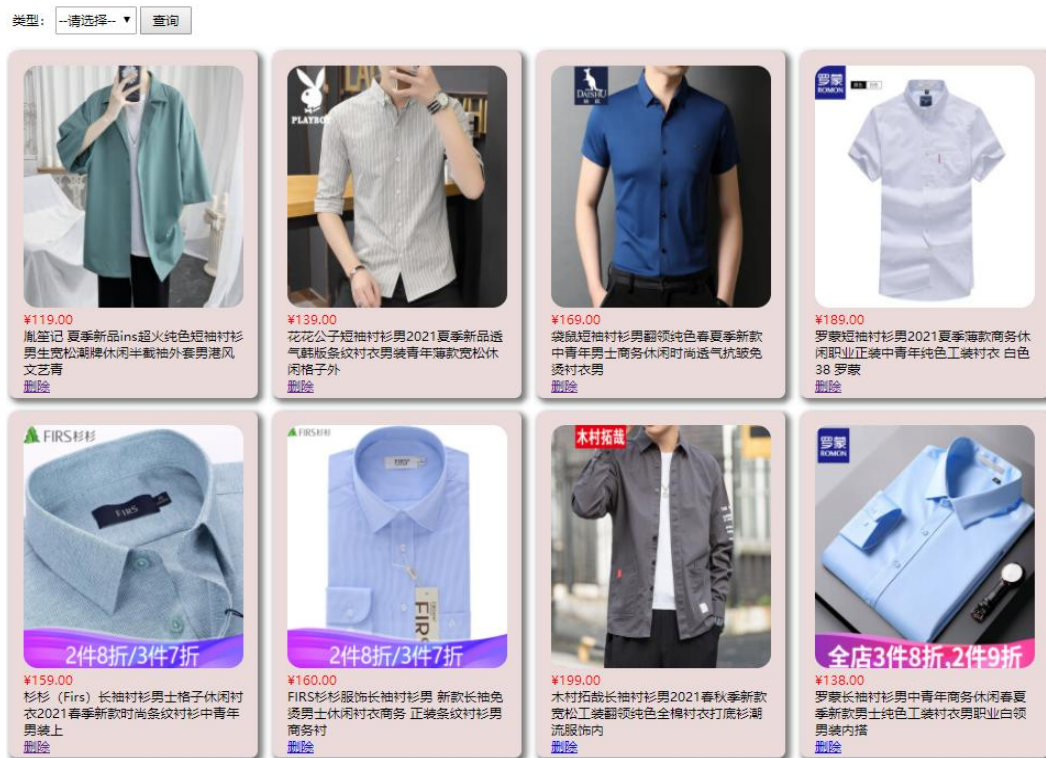 类型： --请选择-- 查询
PLAYBOY
DAISHU
罗蒙
ROMON
¥119.00
胤笙记 夏季新品ins超火纯色短袖衬衫
男生宽松潮牌休闲半截袖外套男港风
文艺青
删除
¥139.00
花花公子短袖衬衫男2021夏季新品透
气韩版条纹衬衣男装青年薄款宽松休
闲格子外
删除
¥169.00
袋鼠短袖衬衫男翻领纯色春夏季新款
中青年男士商务休闲时尚透气抗皱免
烫衬衣男
删除
¥189.00
罗蒙短袖衬衫男2021夏季薄款商务休
闲职业正装中青年纯色工装衬衣 白色
38 罗蒙
删除
FIRS杉杉
FIRS
2件8折/3件7折
FIRS杉杉
FIRS
2件8折/3件7折
木村拓哉
罗蒙
ROMON
全店3件8折,2件9折
¥159.00
杉杉（Firs）长袖衬衫男士格子休闲衬
衣2021春季新款时尚条纹衬衫中青年
男装上
删除
¥160.00
FIRS杉杉服饰长袖衬衫男 新款长袖免
烫男士休闲衬衣商务 正装条纹衬衫男
商务衬
删除
¥199.00
木村拓哉长袖衬衫男2021春秋季新款
宽松工装翻领纯色全棉衬衣打底衫潮
流服饰内
删除
¥138.00
罗蒙长袖衬衫男中青年商务休闲春夏
季新款男士纯色工装衬衣男职业白领
男装内搭
删除